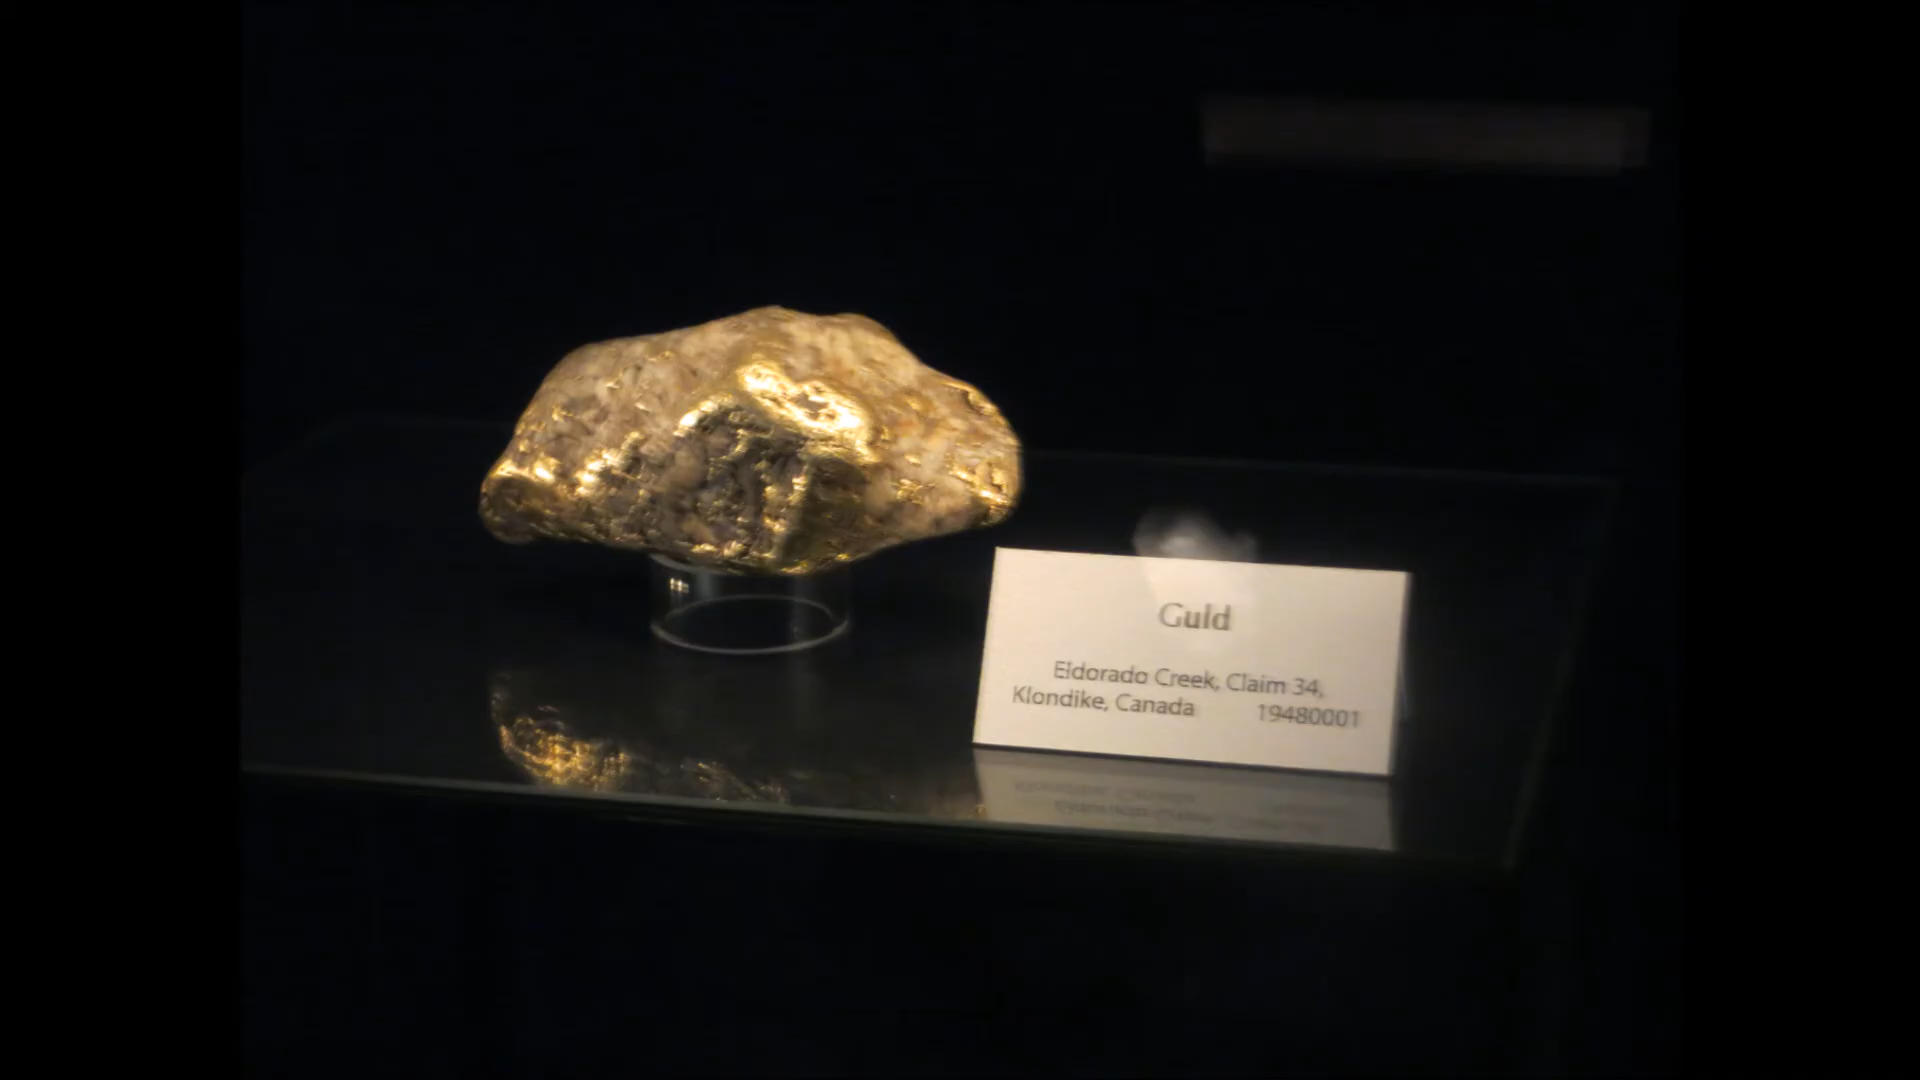 Guld
Eldorado Creek, Claim 34,
Klondike, Canada 19480001